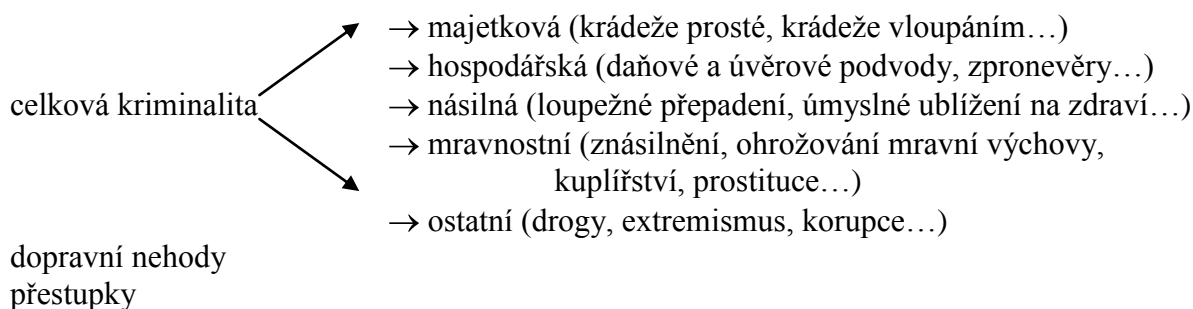 → majetková (krádeže prosté, krádeže vloupáním…)
→ hospodářská (daňové a úvěrové podvody, zpronevěry…)
celková kriminalita → násilná (loupežné přepadení, úmyslné ublížení na zdraví…)
→ mravnostní (znásilnění, ohrožování mravní výchovy,
kuplířství, prostituce…)
→ ostatní (drogy, extremismus, korupce…)
dopravní nehody
přestupky